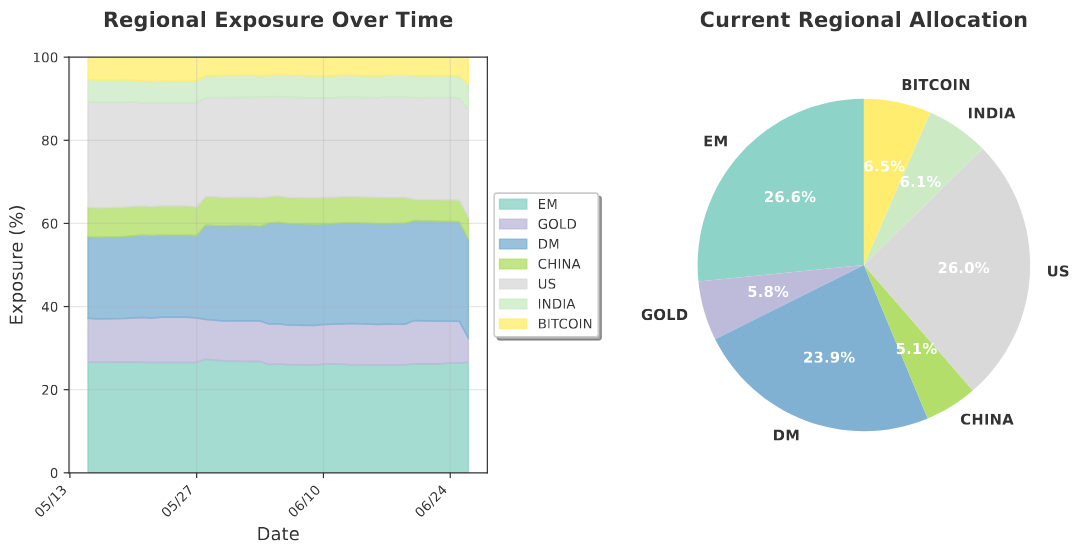 Regional Exposure Over Time
Exposure (%)
100
80
60
40
20
0
05/13
05/27
06/10
06/24
Date
EM
GOLD
DM
CHINA
US
INDIA
BITCOIN
Current Regional Allocation
BITCOIN
INDIA
EM
6.5%
6.1%
26.6%
US
26.0%
5.8%
GOLD
5.1%
23.9%
CHINA
DM